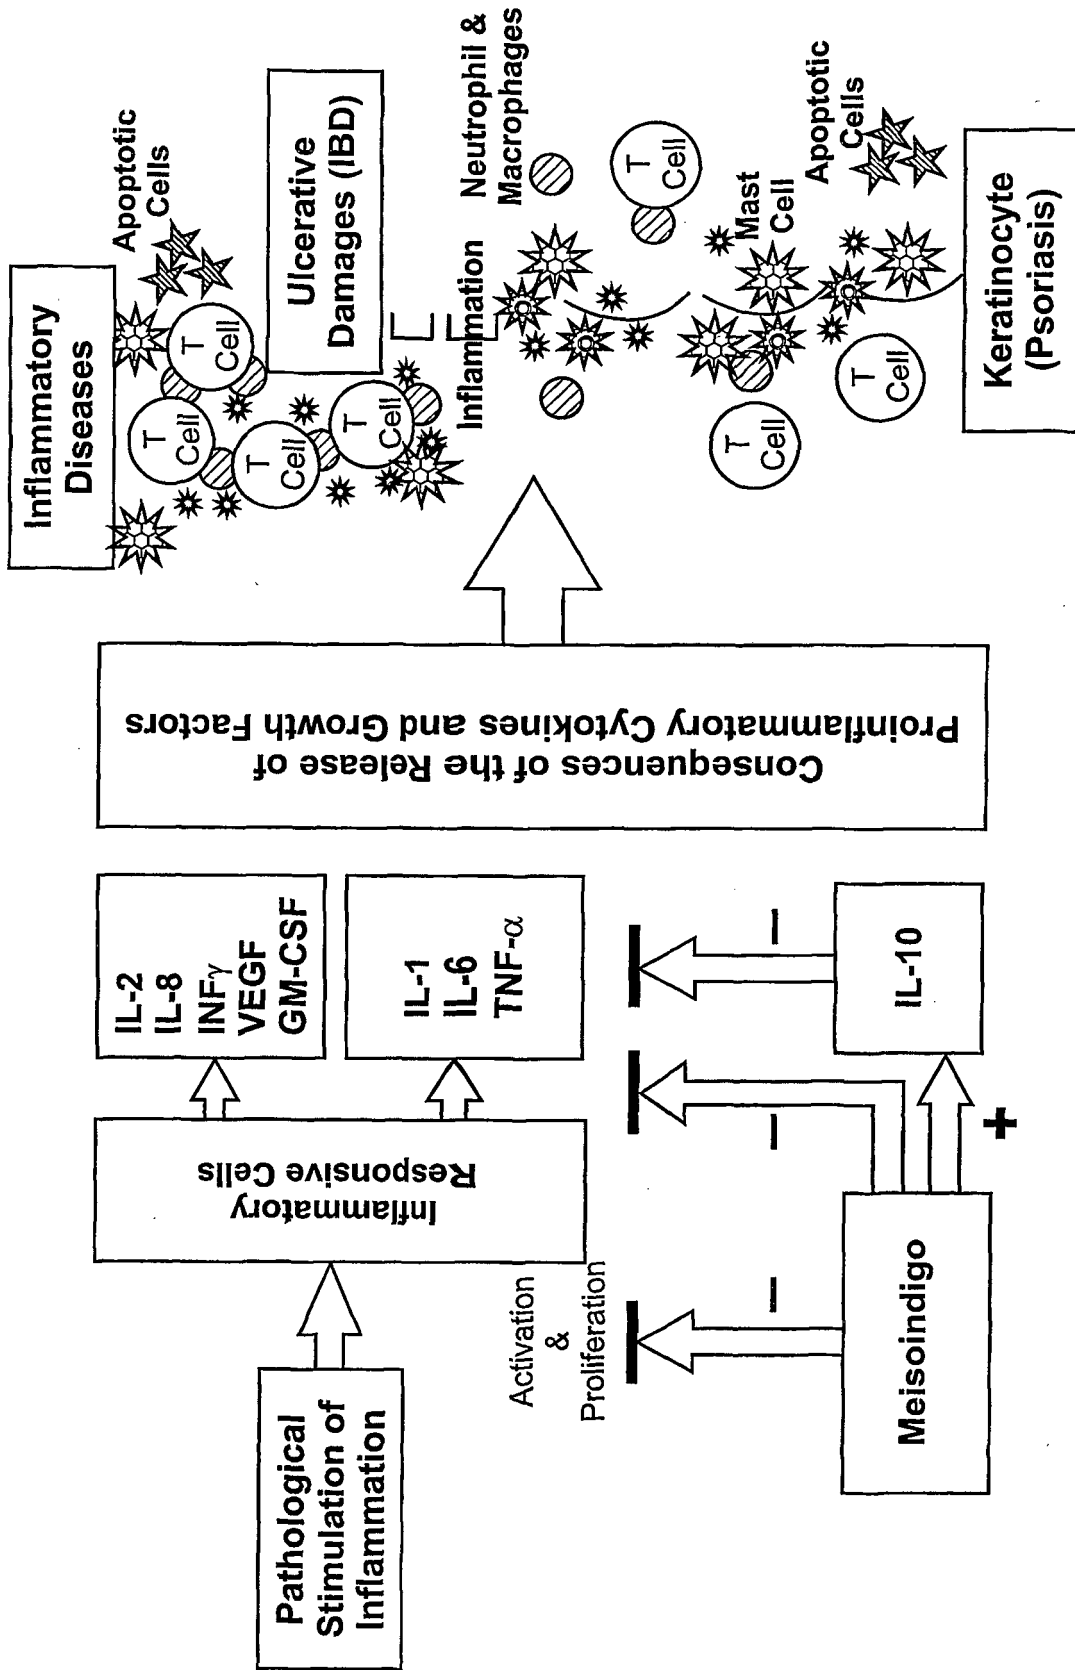 Pathological
Stimulation of
Inflammation
Inflammatory
Responsive Cells
Activation
&
Proliferation
IL-2
IL-8
INFγ
VEGF
GM-CSF
IL-1
IL-6
TNF-α
Meisoindigo
–
–
–
+
IL-10
Consequences of the Release of
Proinflammatory Cytokines and Growth Factors
Inflammatory
Diseases
Apoptotic
Cells
T
Cell
T
Cell
T
Cell
T
Cell
Ulcerative
Damages (IBD)
Inflammation
Neutrophil &
Macrophages
T
Cell
Mast
Cell
T
Cell
T
Cell
Apoptotic
Cells
Keratinocyte
(Psoriasis)